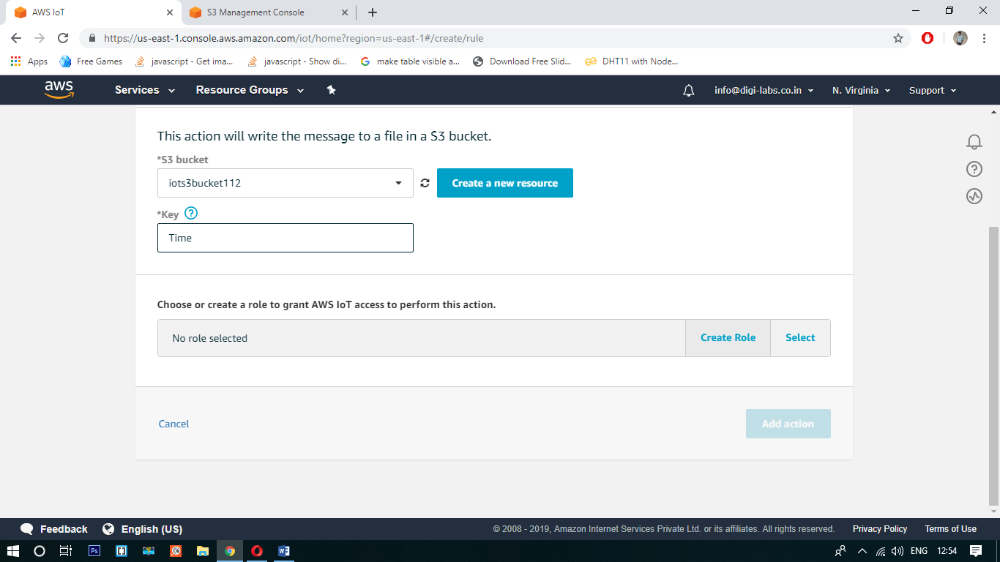 AWS IoT
S3 Management Console
https://us-east-1.console.aws.amazon.com/iot/home?region=us-east-1#/create/rule
Apps Free Games javascript - Get ima... javascript - Show di... make table visible a... Download Free Slid... DHT11 with Node...
aws Services Resource Groups info@digi-labs.co.in N. Virginia Support
This action will write the message to a file in a S3 bucket.
*S3 bucket
iots3bucket112 Create a new resource
*Key ?
Time
Choose or create a role to grant AWS IoT access to perform this action.
No role selected Create Role Select
Cancel Add action
Feedback English (US) © 2008 - 2019, Amazon Internet Services Private Ltd. or its affiliates. All rights reserved. Privacy Policy Terms of Use
Ps W ENG 12:54